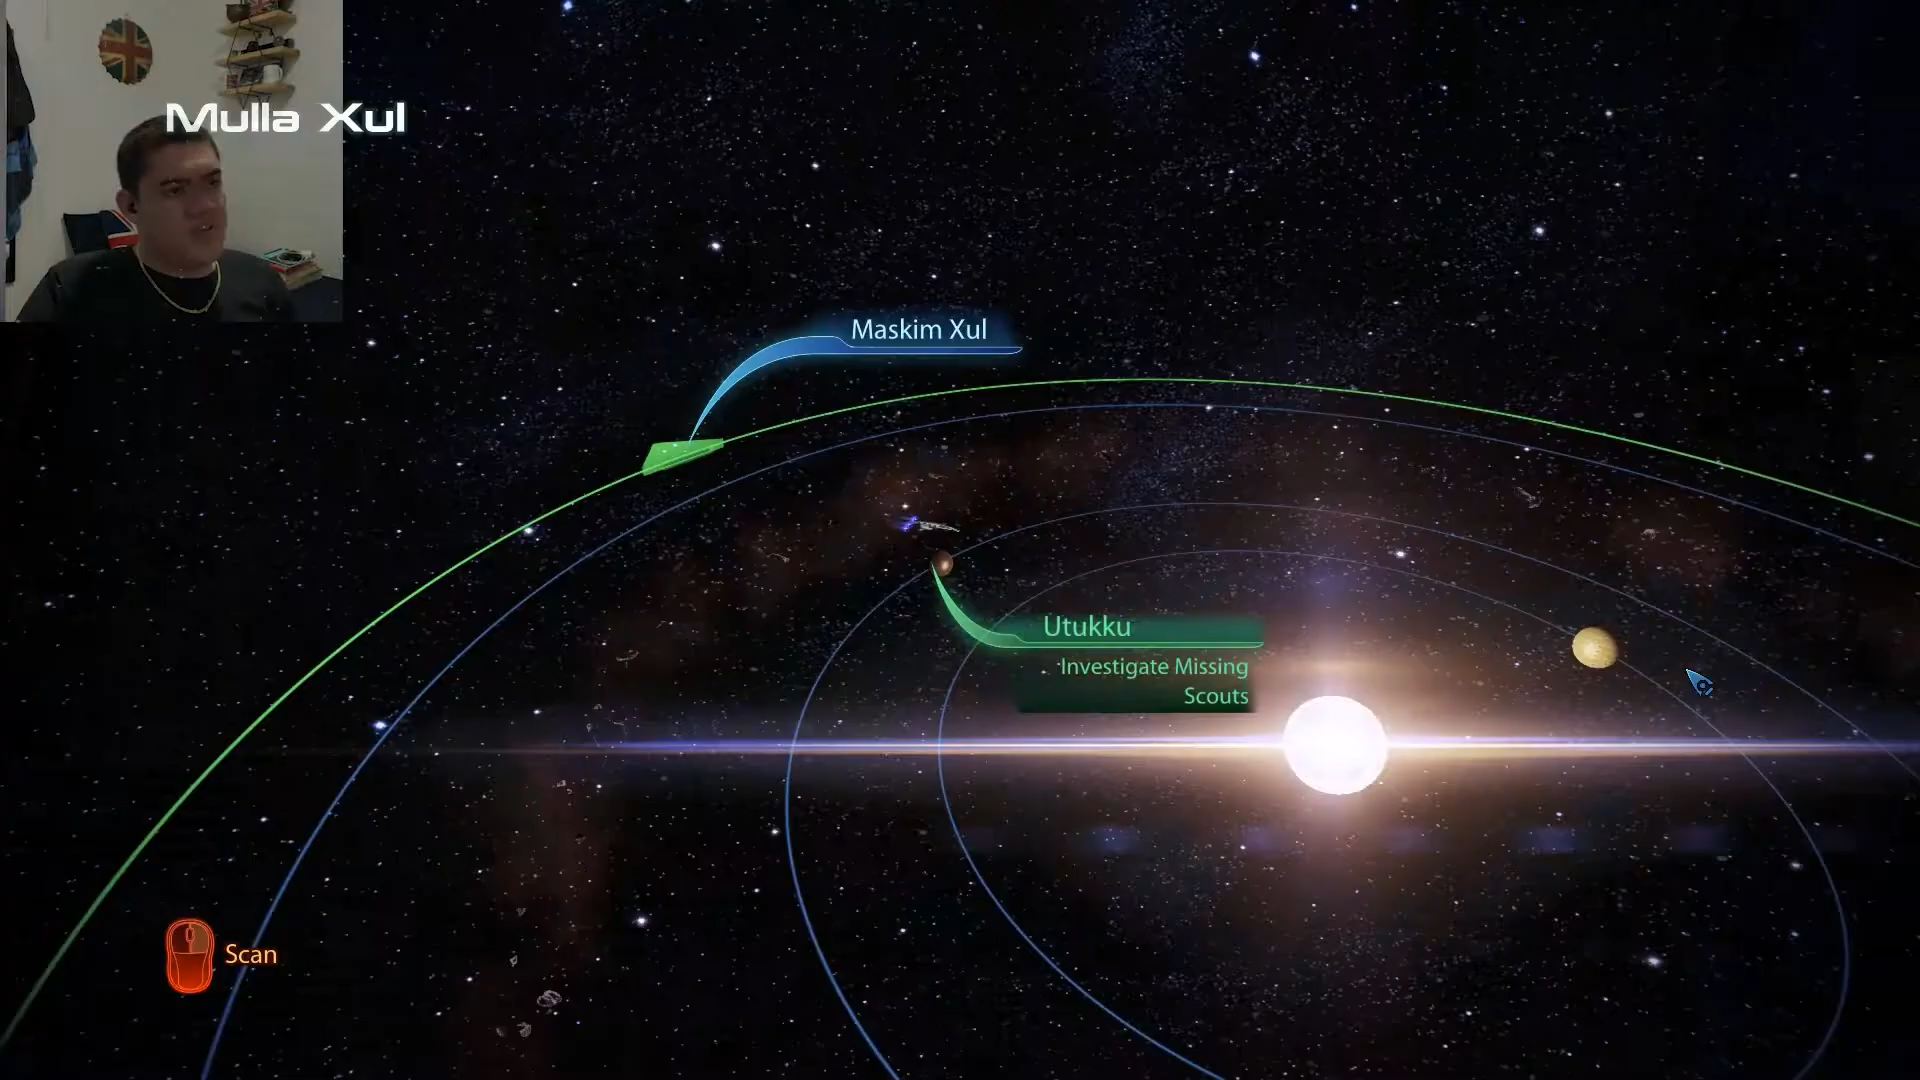 Mulla Xul
Maskim Xul
Utukku
Investigate Missing
Scouts
Scan